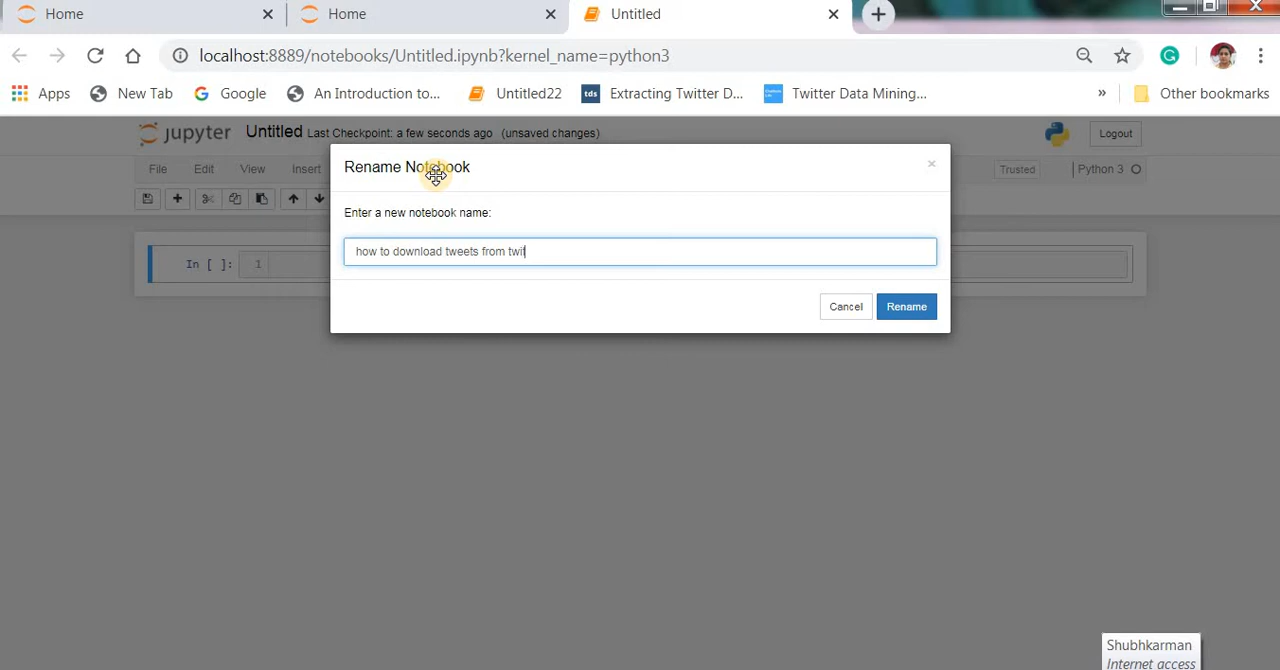 Home
Home
Untitled
localhost:8889/notebooks/Untitled.ipynb?kernel_name=python3
Apps
New Tab
Google
An Introduction to...
Untitled22
tds
Extracting Twitter D...
Twitter Data Mining...
»
Other bookmarks
jupyter Untitled Last Checkpoint: a few seconds ago (unsaved changes)
Logout
File Edit View Insert
Trusted
Python 3
Rename Notebook
Enter a new notebook name:
how to download tweets from twit
Cancel Rename
In [ ]: 1
Shubhkarman
Internet access